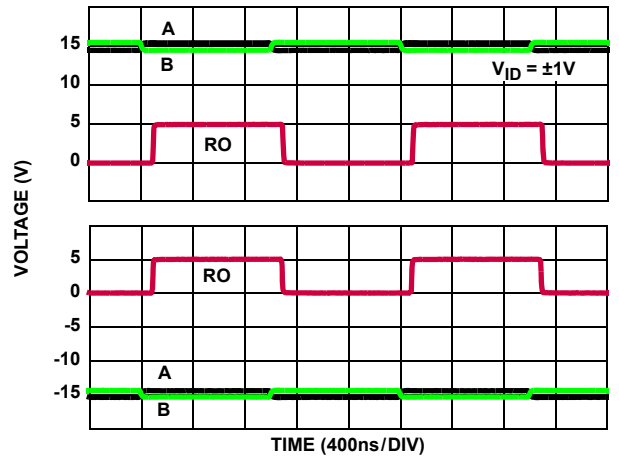 A
15
B
V_ID = ±1V
10
5
RO
0
VOLTAGE (V)
5
RO
0
-5
-10
A
-15
B
TIME (400ns/DIV)